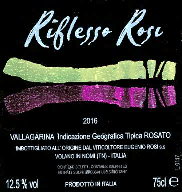 Riflesso Rosi
2016
VALLAGARINA Indicazione Geografica Tipica ROSATO
IMBOTTIGLIATO ALL'ORIGINE DAL VITICOLTORE EUGENIO ROSI
VOLANO IN NOMI (TN) - ITALIA
12.5 % vol
PRODOTTO IN ITALIA
75cl e